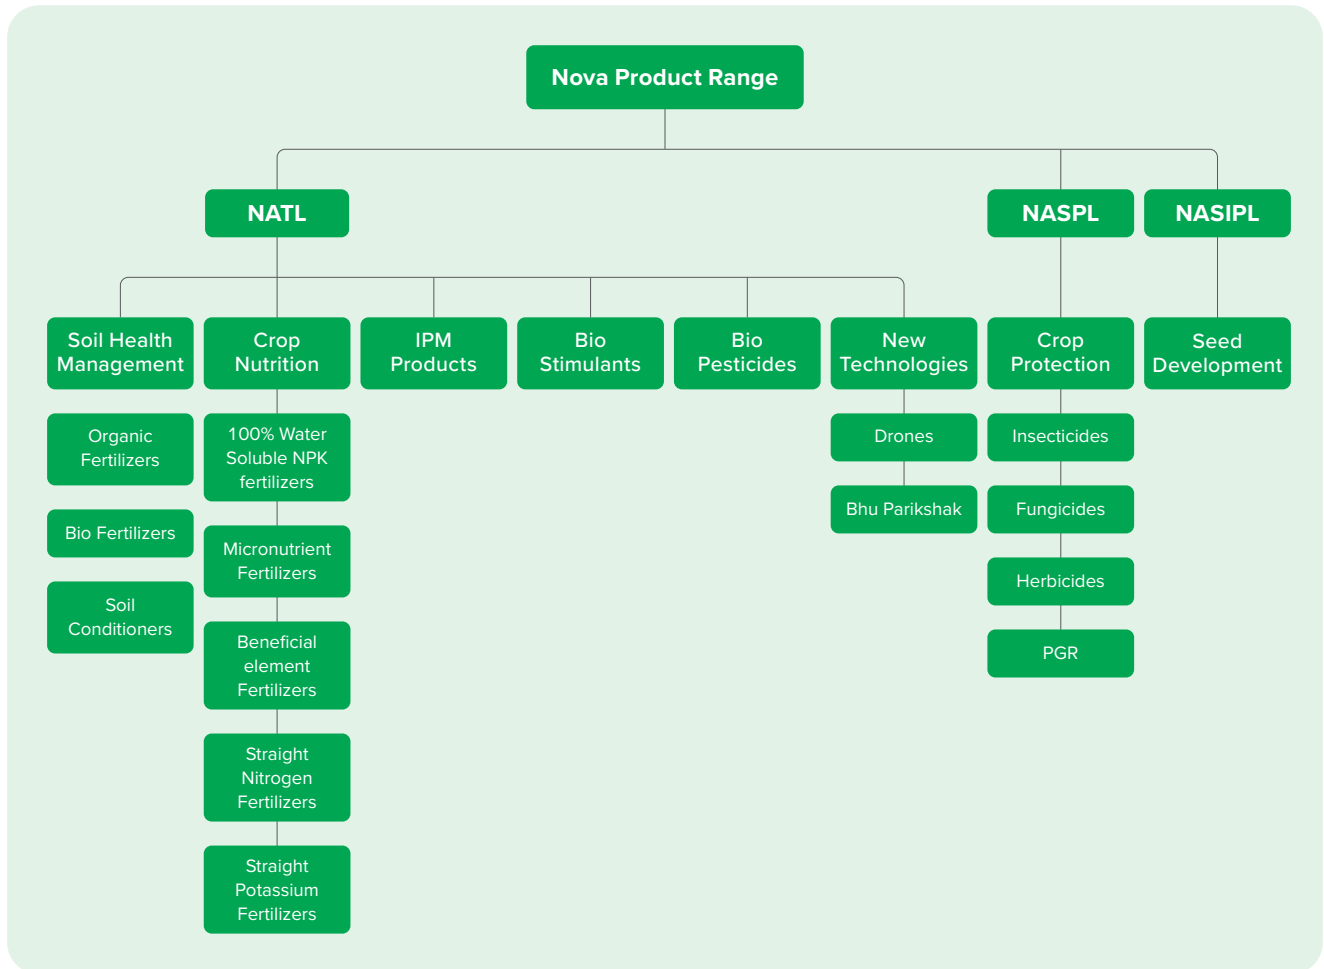 Nova Product Range
NATL
NASPL
NASIPL
Soil Health
Management
Crop
Nutrition
IPM
Products
Bio
Stimulants
Bio
Pesticides
New
Technologies
Crop
Protection
Seed
Development
Organic
Fertilizers
Bio Fertilizers
Soil
Conditioners
100% Water
Soluble NPK
fertilizers
Micronutrient
Fertilizers
Beneficial
element
Fertilizers
Straight
Nitrogen
Fertilizers
Straight
Potassium
Fertilizers
Drones
Bhu Parikshak
Insecticides
Fungicides
Herbicides
PGR